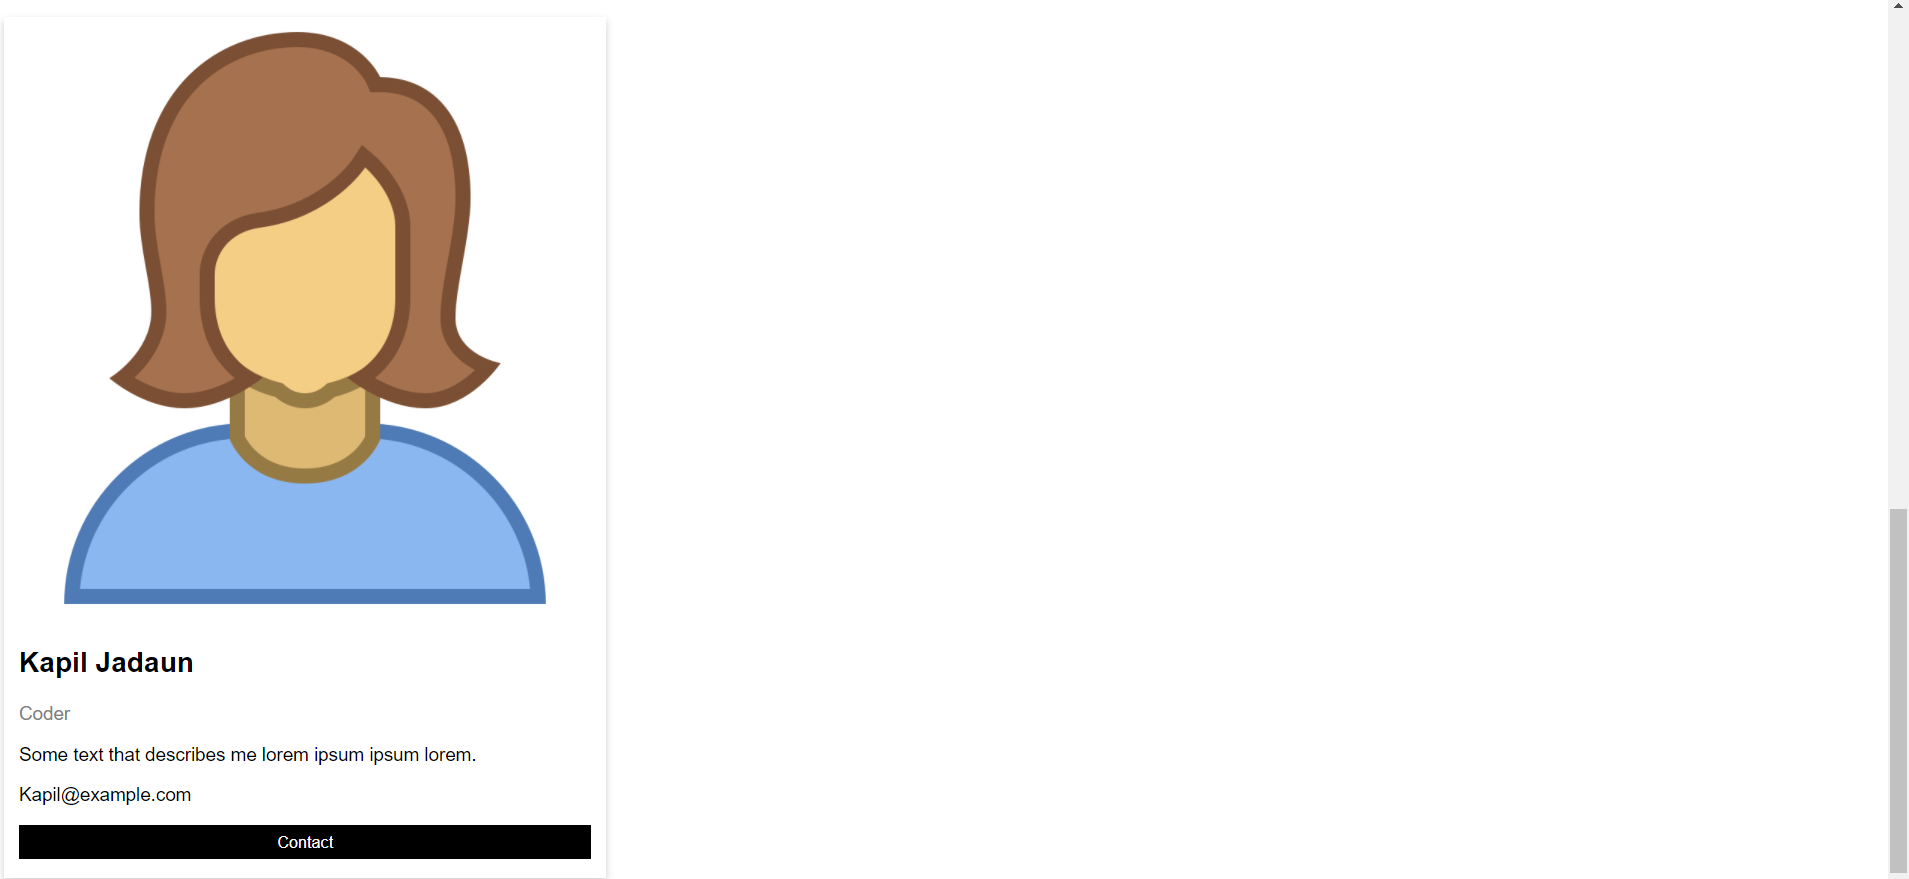 Kapil Jadaun
Coder
Some text that describes me lorem ipsum ipsum lorem.
Kapil@example.com
Contact